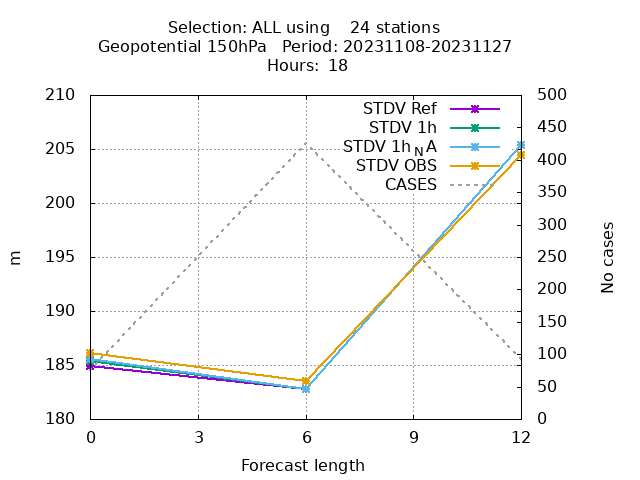 Selection: ALL using    24 stations
Geopotential 150hPa   Period: 20231108-20231127
Hours:  18
210
205
200
195
190
185
180
m
500
450
400
350
300
250
200
150
100
50
0
No cases
STDV Ref
STDV 1h
STDV 1h_NA
STDV OBS
CASES
0 3 6 9 12
Forecast length